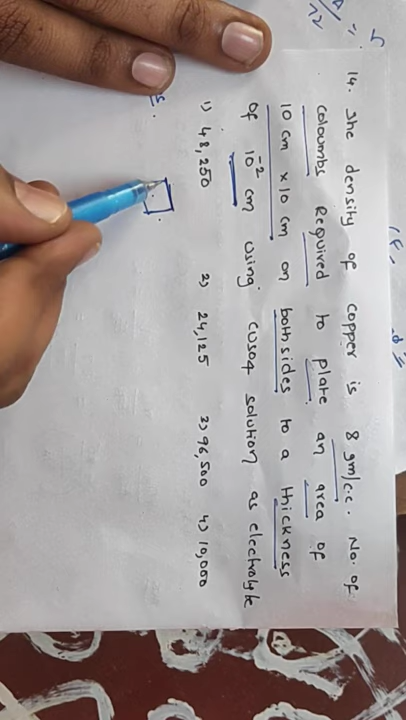 14. The density of copper is 8 gm/c.c. No. of
coloumbs Required to plate an area of
10 cm x 10 cm on both sides to a thickness
of 10⁻² cm using cusо4 solution as electrolyte
1) 48,250 2) 24,125 3) 96,500 4) 10,000